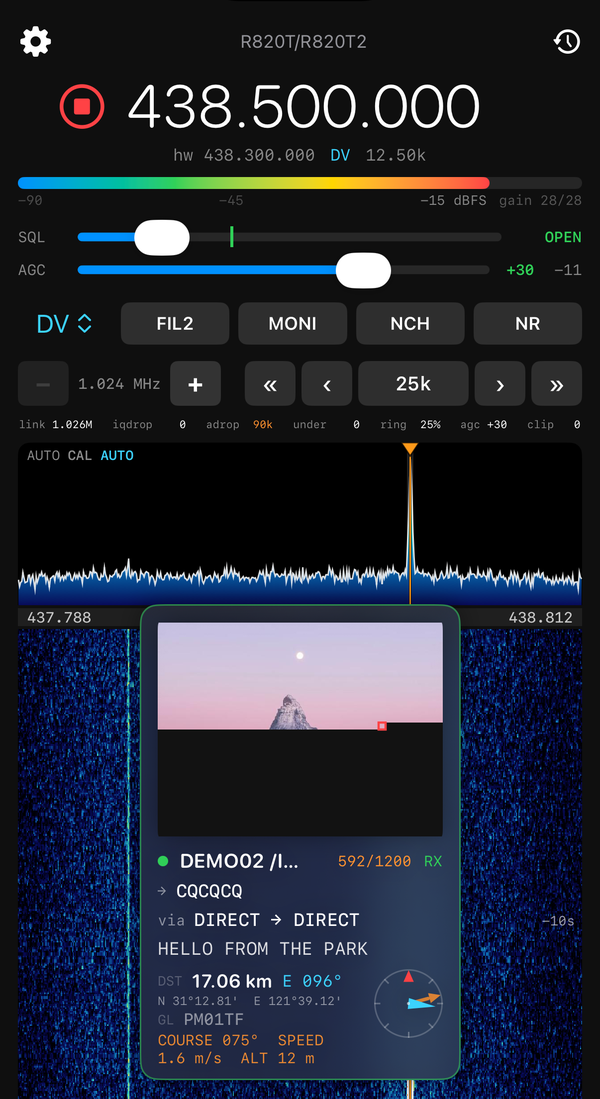 R820T/R820T2
438.500.000
hw 438.300.000 DV 12.50k
-90 -45 -15 dBFS gain 28/28
SQL OPEN
AGC +30 -11
DV FIL2 MONI NCH NR
− 1.024 MHz + « ‹ 25k › »
link 1.026M iqdrop 0 adrop 90k under 0 ring 25% agc +30 clip 0
AUTO CAL AUTO
437.788 438.812
DEMO02 /I... 592/1200 RX
→ CQCQCQ
via DIRECT → DIRECT
-10s
HELLO FROM THE PARK
DST 17.06 km E 096°
N 31°12.81' E 121°39.12'
GL PM01TF
COURSE 075° SPEED
1.6 m/s ALT 12 m